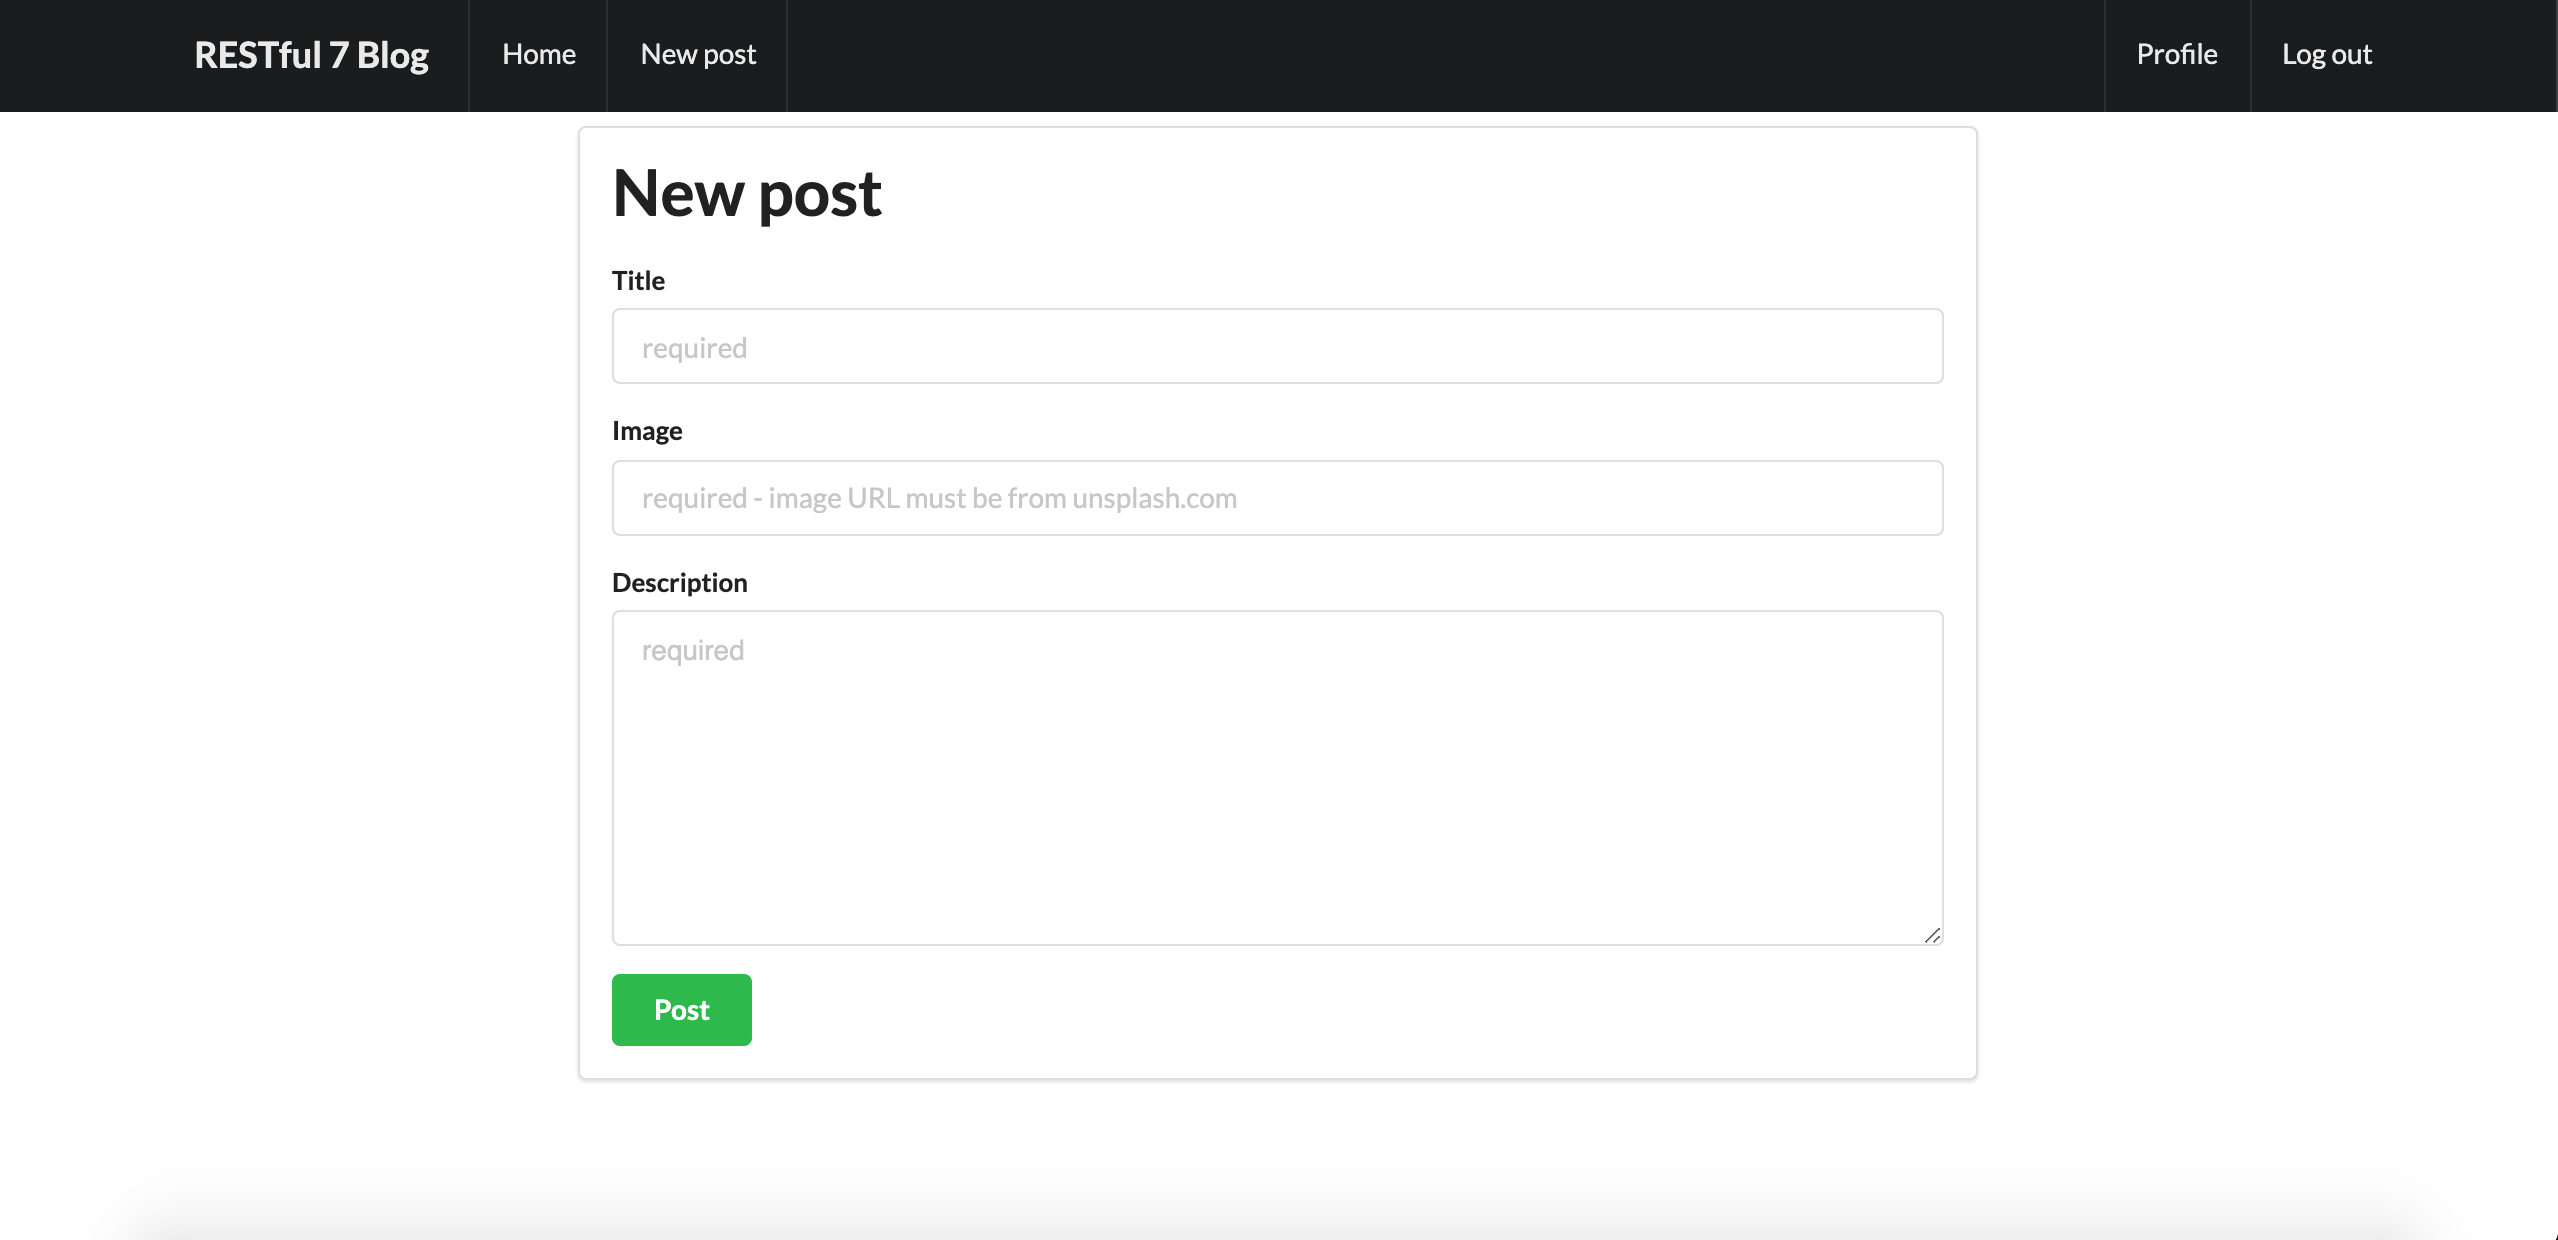 RESTful 7 Blog
Home
New post
Profile
Log out
New post
Title
required
Image
required - image URL must be from unsplash.com
Description
required
Post